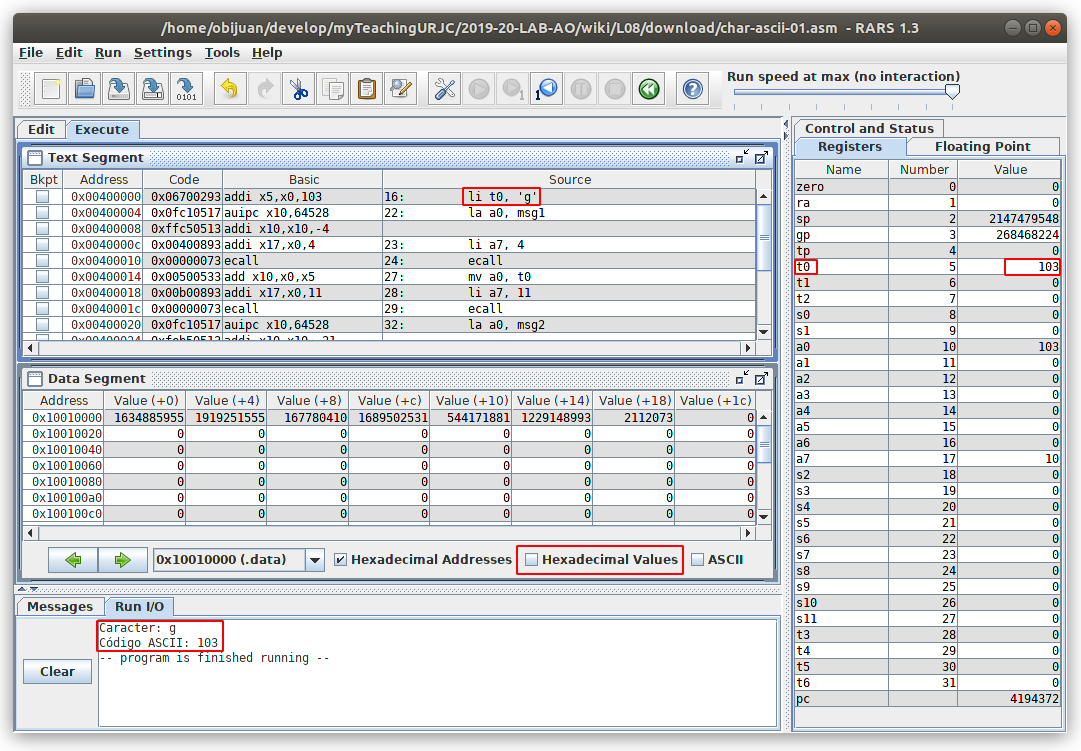 /home/obijuan/develop/myTeachingURJC/2019-20-LAB-AO/wiki/L08/download/char-ascii-01.asm - RARS 1.3
File Edit Run Settings Tools Help
Run speed at max (no interaction)
0101
1
1
Edit Execute
Text Segment
Bkpt Address Code Basic Source
0x00400000 0x06700293 addi x5,x0,103 16: li t0, 'g'
0x00400004 0x0fc10517 auipc x10,64528 22: la a0, msg1
0x00400008 0xffc50513 addi x10,x10,-4
0x0040000c 0x00400893 addi x17,x0,4 23: li a7, 4
0x00400010 0x00000073 ecall 24: ecall
0x00400014 0x00500533 add x10,x0,x5 27: mv a0, t0
0x00400018 0x00b00893 addi x17,x0,11 28: li a7, 11
0x0040001c 0x00000073 ecall 29: ecall
0x00400020 0x0fc10517 auipc x10,64528 32: la a0, msg2
Data Segment
Address Value (+0) Value (+4) Value (+8) Value (+c) Value (+10) Value (+14) Value (+18) Value (+1c)
0x10010000 1634885955 1919251555 167780410 1689502531 544171881 1229148993 2112073 0
0x10010020 0 0 0 0 0 0 0 0
0x10010040 0 0 0 0 0 0 0 0
0x10010060 0 0 0 0 0 0 0 0
0x10010080 0 0 0 0 0 0 0 0
0x100100a0 0 0 0 0 0 0 0 0
0x100100c0 0 0 0 0 0 0 0 0
0x10010000 (.data) Hexadecimal Addresses Hexadecimal Values ASCII
Messages Run I/O
Clear
Caracter: g
Código ASCII: 103
-- program is finished running --
Control and Status
Registers Floating Point
Name Number Value
zero 0 0
ra 1 0
sp 2 2147479548
gp 3 268468224
tp 4 0
t0 5 103
t1 6 0
t2 7 0
s0 8 0
s1 9 0
a0 10 103
a1 11 0
a2 12 0
a3 13 0
a4 14 0
a5 15 0
a6 16 0
a7 17 10
s2 18 0
s3 19 0
s4 20 0
s5 21 0
s6 22 0
s7 23 0
s8 24 0
s9 25 0
s10 26 0
s11 27 0
t3 28 0
t4 29 0
t5 30 0
t6 31 0
pc 4194372